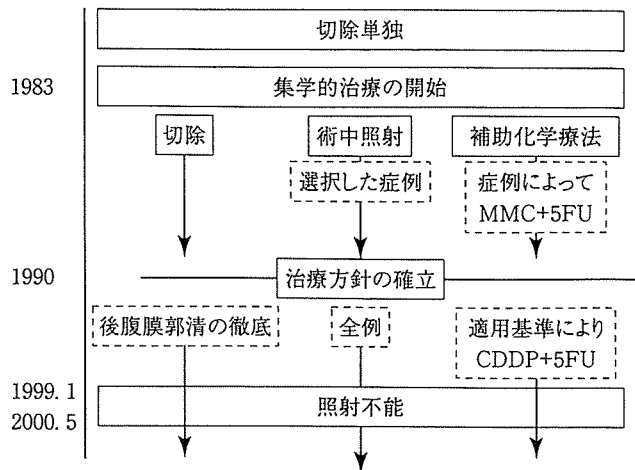 切除単独
1983
集学的治療の開始
切除
術中照射
補助化学療法
選択した症例
症例によって
MMC+5FU
1990
治療方針の確立
後腹膜郭清の徹底
全例
適用基準により
CDDP+5FU
1999. 1
照射不能
2000. 5